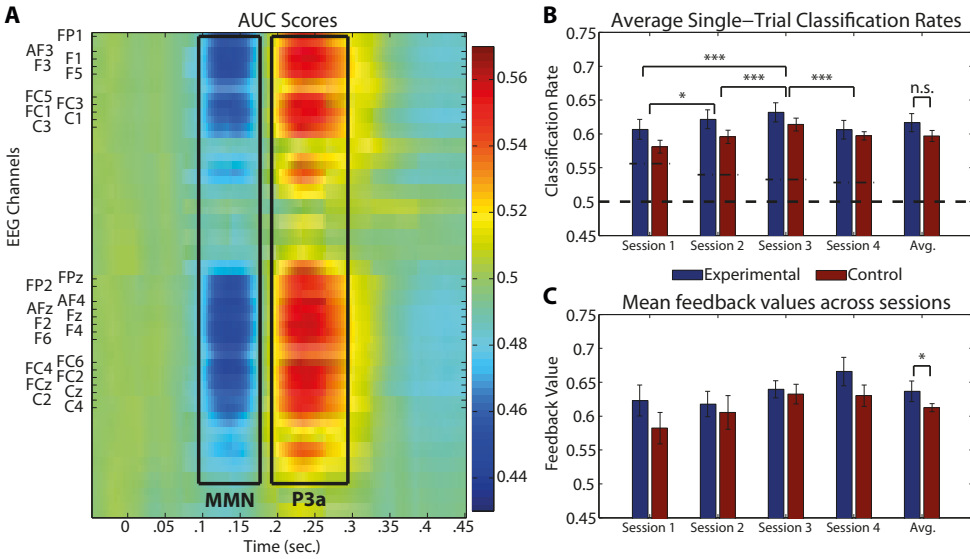 A
AUC Scores
EEG Channels
FP1
AF3
F3
F1
F5
FC5
FC3
FC1
C1
C3
FPz
FP2
AF4
AFz
Fz
F2
F4
F6
FC6
FC4
FC2
FCz
Cz
C2
C4
MMN
P3a
0 .05 .1 .15 .2 .25 .3 .35 .4 .45
Time (sec.)
0.56
0.54
0.52
0.5
0.48
0.46
0.44
B
Average Single−Trial Classification Rates
Classification Rate
0.75
0.7
0.65
0.6
0.55
0.5
0.45
***
* *** ***
n.s.
Session 1 Session 2 Session 3 Session 4 Avg.
Experimental Control
C
Mean feedback values across sessions
Feedback Value
0.75
0.7
0.65
0.6
0.55
0.5
0.45
*
Session 1 Session 2 Session 3 Session 4 Avg.